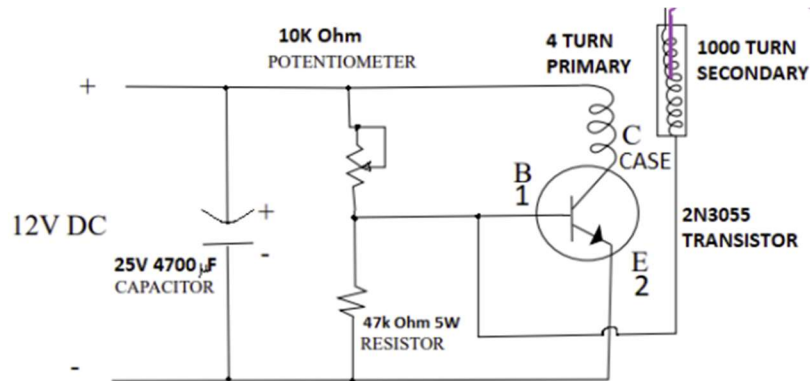 10K Ohm
POTENTIOMETER
4 TURN
PRIMARY
1000 TURN
SECONDARY
+
C
CASE
B
1
12V DC
+
-
25V 4700µF
CAPACITOR
2N3055
TRANSISTOR
E
2
47k Ohm 5W
RESISTOR
-